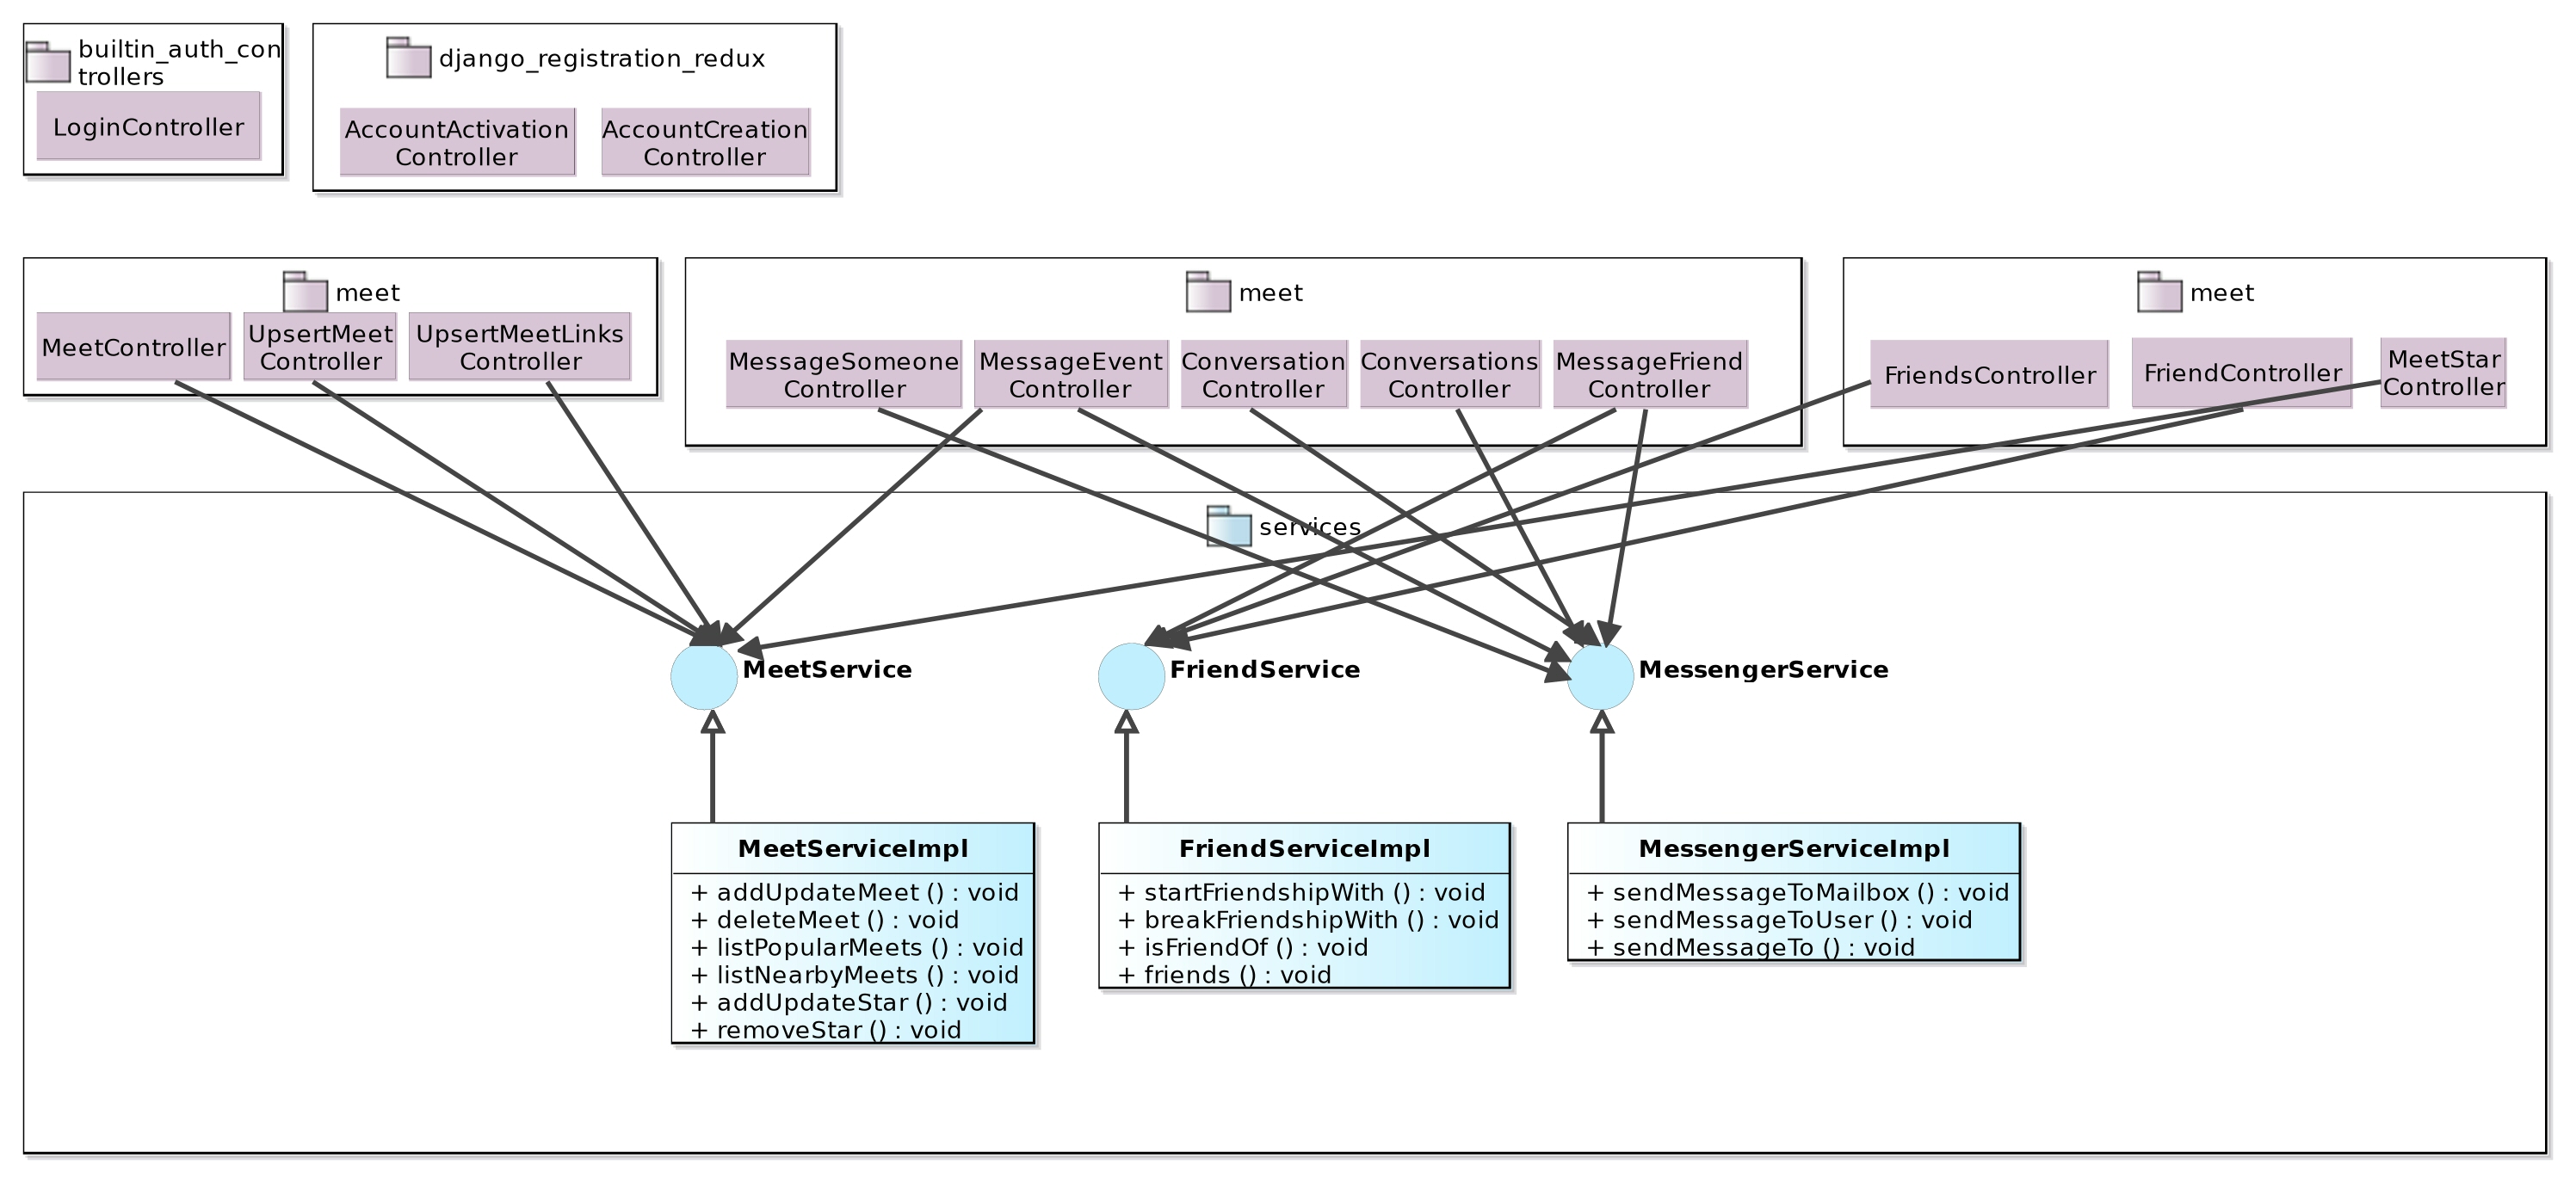 builtin_auth_con
trollers
LoginController
django_registration_redux
AccountActivation
Controller
AccountCreation
Controller
meet
MeetController
UpsertMeet
Controller
UpsertMeetLinks
Controller
meet
MessageSomeone
Controller
MessageEvent
Controller
Conversation
Controller
Conversations
Controller
MessageFriend
Controller
meet
FriendsController
FriendController
MeetStar
Controller
services
MeetService
FriendService
MessengerService
MeetServiceImpl
+ addUpdateMeet () : void
+ deleteMeet () : void
+ listPopularMeets () : void
+ listNearbyMeets () : void
+ addUpdateStar () : void
+ removeStar () : void
FriendServiceImpl
+ startFriendshipWith () : void
+ breakFriendshipWith () : void
+ isFriendOf () : void
+ friends () : void
MessengerServiceImpl
+ sendMessageToMailbox () : void
+ sendMessageToUser () : void
+ sendMessageTo () : void